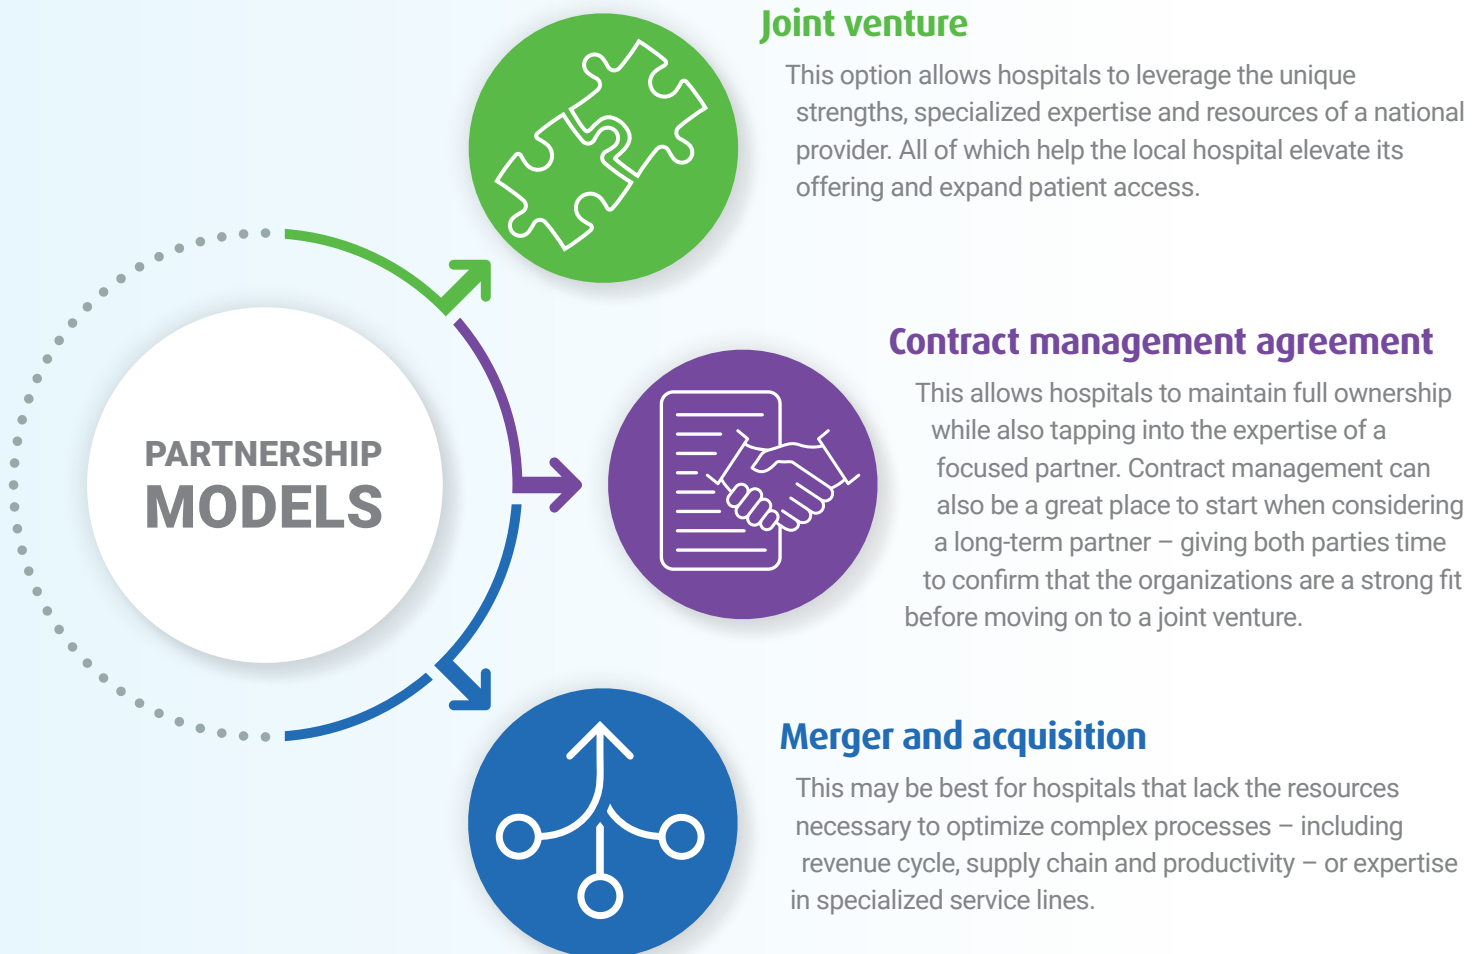 Joint venture
This option allows hospitals to leverage the unique
strengths, specialized expertise and resources of a national
provider. All of which help the local hospital elevate its
offering and expand patient access.
PARTNERSHIP
MODELS
Contract management agreement
This allows hospitals to maintain full ownership
while also tapping into the expertise of a
focused partner. Contract management can
also be a great place to start when considering
a long-term partner – giving both parties time
to confirm that the organizations are a strong fit
before moving on to a joint venture.
Merger and acquisition
This may be best for hospitals that lack the resources
necessary to optimize complex processes – including
revenue cycle, supply chain and productivity – or expertise
in specialized service lines.